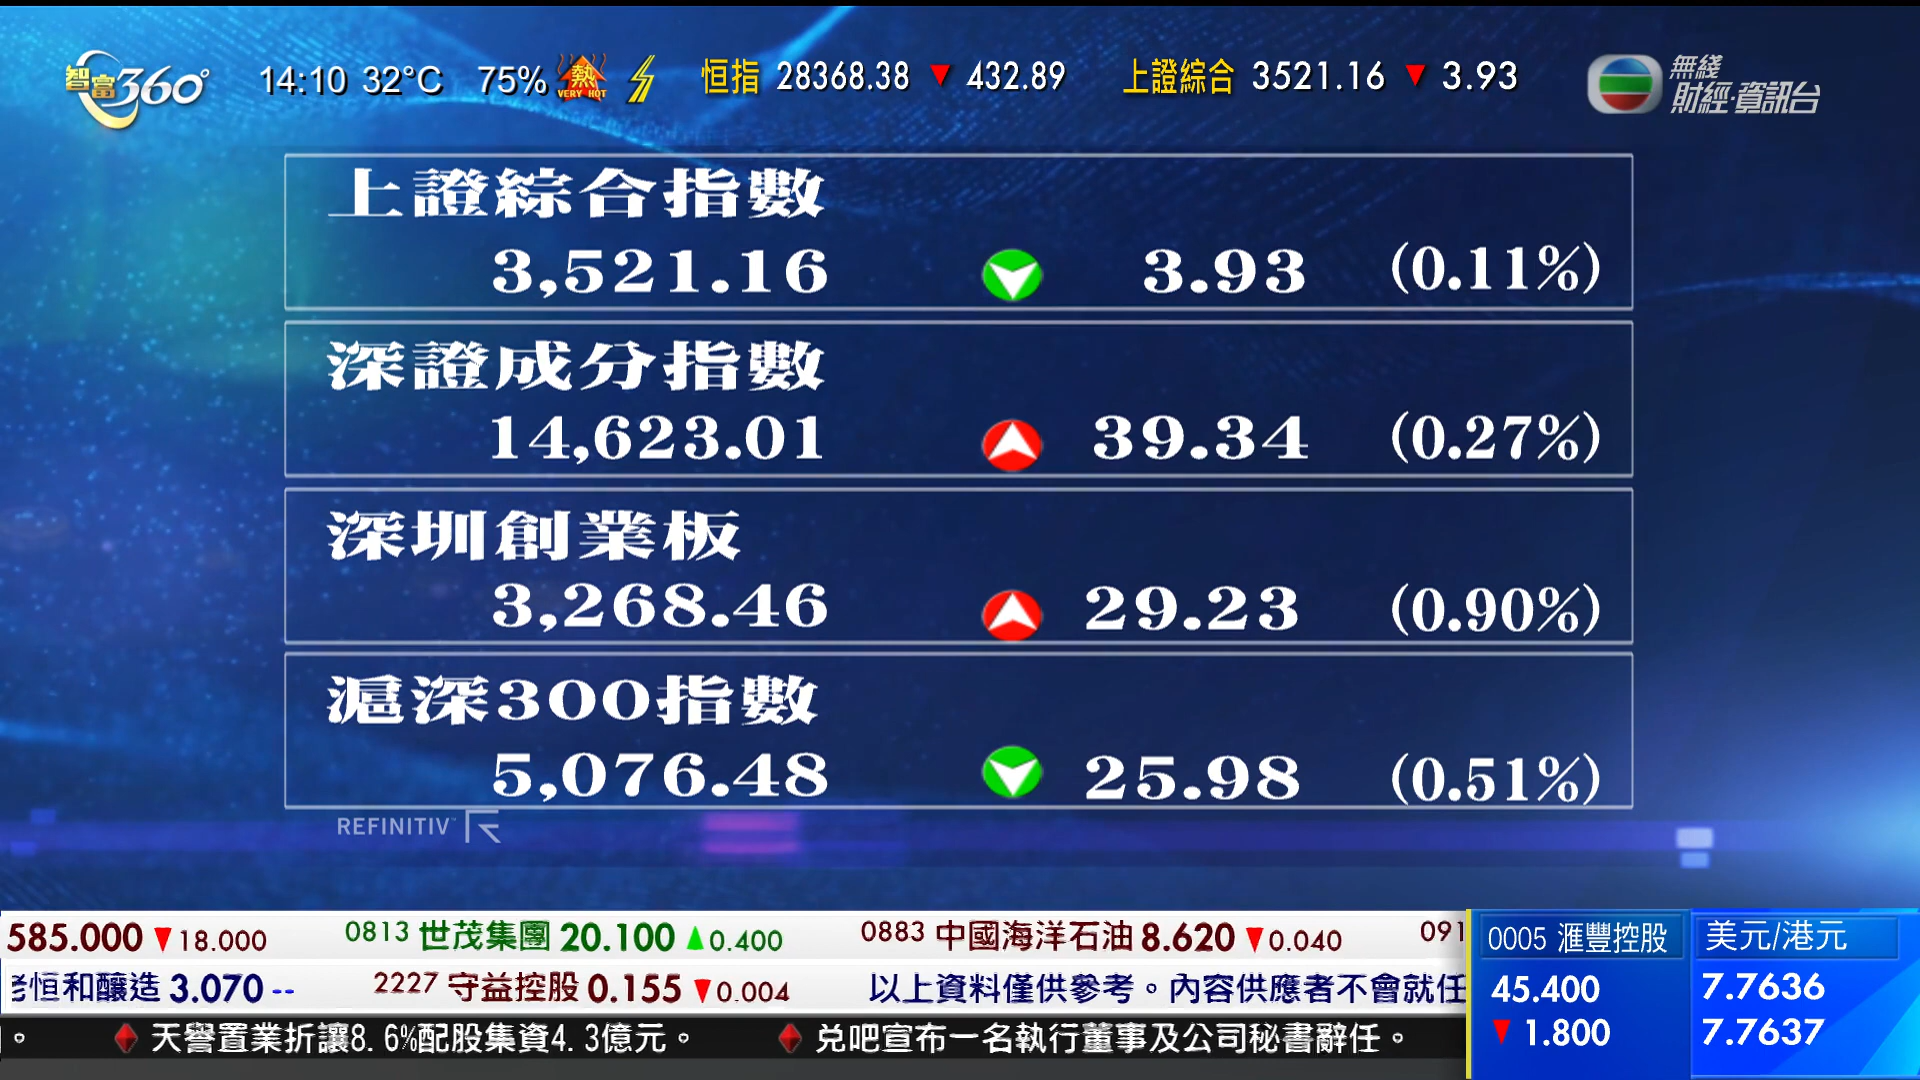 智富360°
14:10 32°C 75% 熱 VERY HOT 恒指 28368.38 ▼ 432.89 上證綜合 3521.16 ▼ 3.93
無綫
財經·資訊台
上證綜合指數
3,521.16 3.93 (0.11%)
深證成分指數
14,623.01 39.34 (0.27%)
深圳創業板
3,268.46 29.23 (0.90%)
滬深300指數
5,076.48 25.98 (0.51%)
REFINITIV
585.000 ▼18.000 0813 世茂集團 20.100 ▲0.400 0883 中國海洋石油 8.620 ▼0.040 091
恒和釀造 3.070 -- 2227 守益控股 0.155 ▼0.004 以上資料僅供參考。內容供應者不會就任
。 ♦ 天譽置業折讓8.6%配股集資4.3億元。 ♦ 兑吧宣布一名執行董事及公司秘書辭任。
0005 滙豐控股
45.400
▼ 1.800
美元/港元
7.7636
7.7637